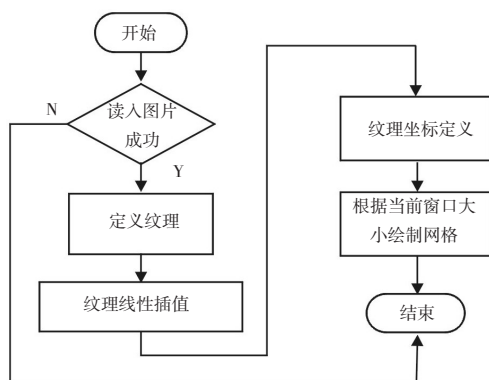 开始
N
读入图片
成功
Y
定义纹理
纹理线性插值
纹理坐标定义
根据当前窗口大
小绘制网格
结束